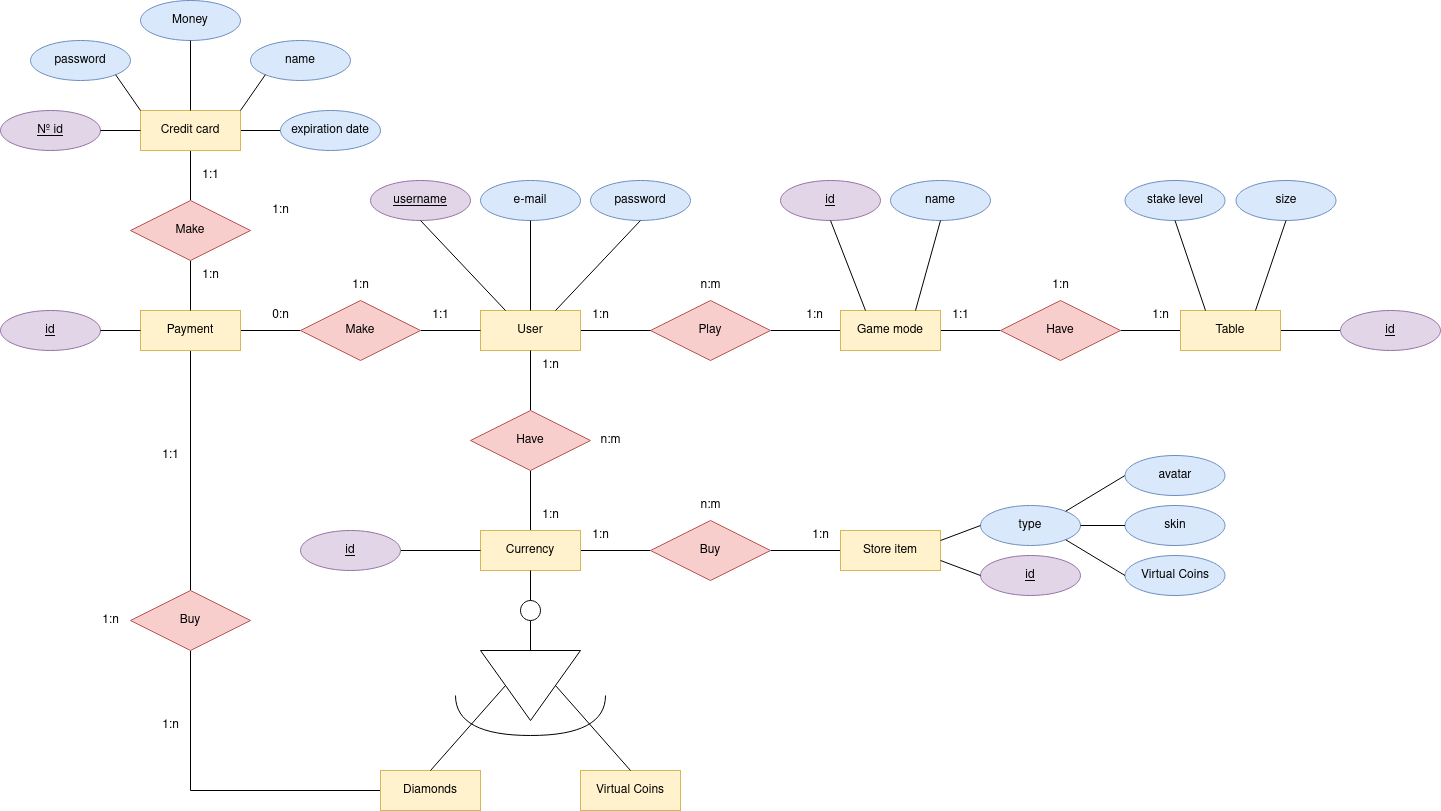 Money
password
name
Nº id
Credit card
expiration date
1:1
username
e-mail
password
id
name
stake level
size
1:n
Make
1:n
1:n
n:m
1:n
id
Payment
0:n
Make
1:1
User
1:n
Play
1:n
Game mode
1:1
Have
1:n
Table
id
1:n
Have
n:m
1:1
avatar
n:m
1:n
type
skin
id
Currency
1:n
Buy
1:n
Store item
id
Virtual Coins
1:n
Buy
1:n
Diamonds
Virtual Coins